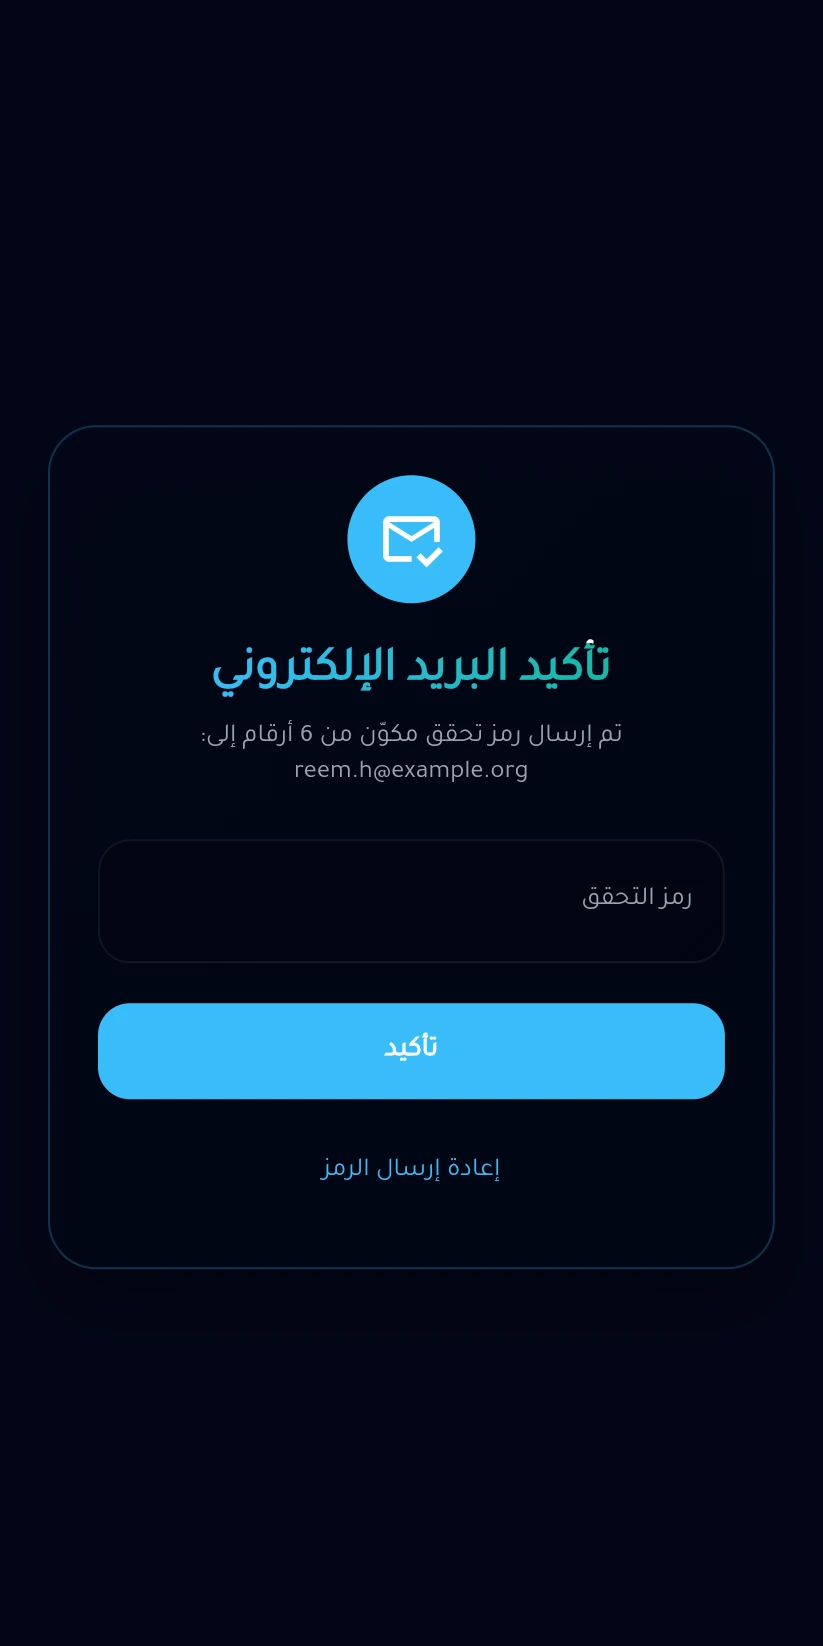 تأكيد البريد الإلكتروني
تم إرسال رمز تحقق مكوّن من 6 أرقام إلى:
reem.h@example.org
رمز التحقق
تأكيد
إعادة إرسال الرمز